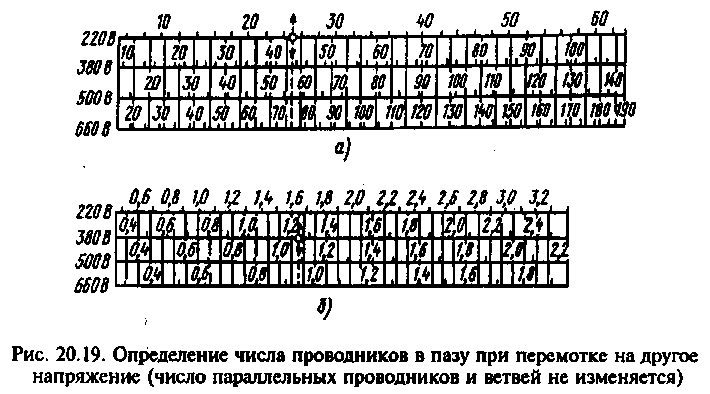 10 20 30 40 50 60
220 В
10 20 30 40 50 60 70 80 90 100
380 В
20 30 40 50 60 70 80 90 100 110 120 130 140
500 В
20 30 40 50 60 70 80 90 100 110 120 130 140 150 160 170 180 190
660 В
а)
0,6 0,8 1,0 1,2 1,4 1,6 1,8 2,0 2,2 2,4 2,6 2,8 3,0 3,2
220 В
0,4 0,6 0,8 1,0 1,2 1,4 1,6 1,8 2,0 2,2 2,4
380 В
0,4 0,6 0,8 1,0 1,2 1,4 1,6 1,8 2,0 2,2
500 В
0,4 0,6 0,8 1,0 1,2 1,4 1,6 1,8
660 В
б)
Рис. 20.19. Определение числа проводников в пазу при перемотке на другое
напряжение (число параллельных проводников и ветвей не изменяется)